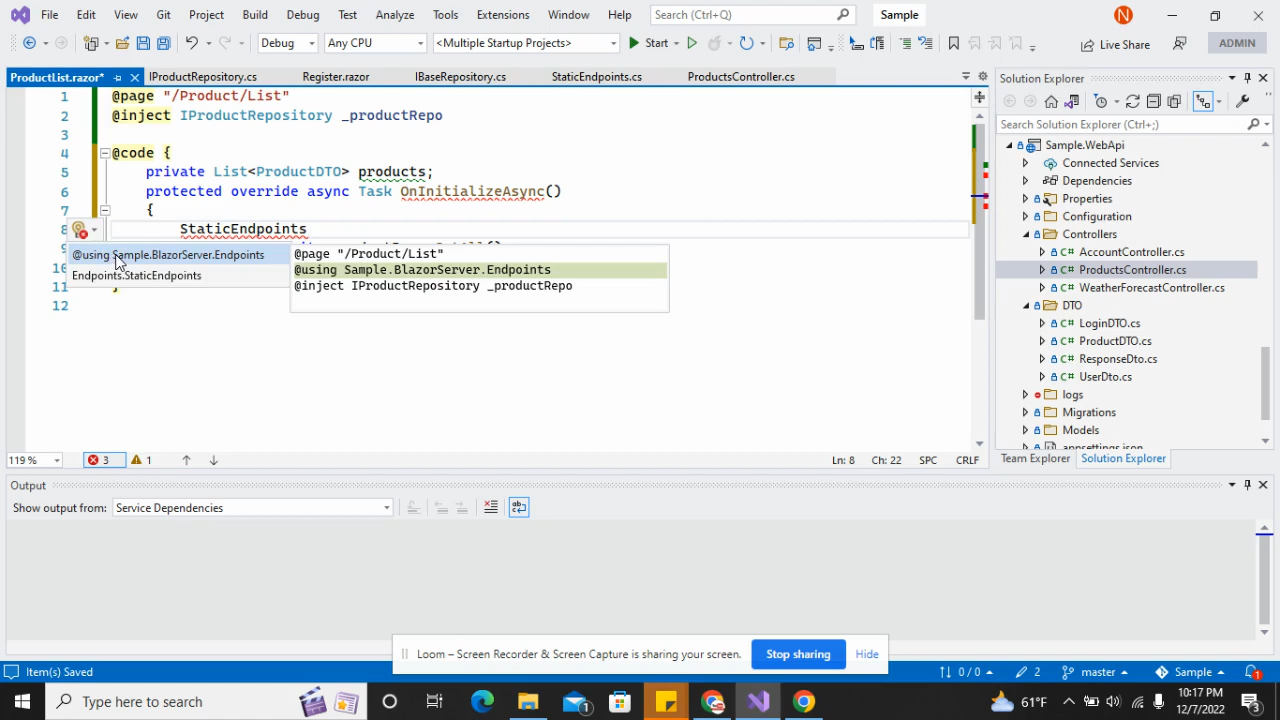 File Edit View Git Project Build Debug Test Analyze Tools Extensions Window Help Search (Ctrl+Q) Sample N
Debug Any CPU <Multiple Startup Projects> Start Live Share ADMIN
ProductList.razor* IProductRepository.cs Register.razor IBaseRepository.cs StaticEndpoints.cs ProductsController.cs
1 @page "/Product/List"
2 @inject IProductRepository _productRepo
3
4 @code {
5 private List<ProductDTO> products;
6 protected override async Task OnInitializeAsync()
7 {
8 StaticEndpoints
@using Sample.BlazorServer.Endpoints
Endpoints.StaticEndpoints
@page "/Product/List"
@using Sample.BlazorServer.Endpoints
@inject IProductRepository _productRepo
11 }
12
119 % 3 1 Ln: 8 Ch: 22 SPC CRLF
Solution Explorer
Search Solution Explorer (Ctrl+;)
Sample.WebApi
Connected Services
Dependencies
Properties
Configuration
Controllers
C# AccountController.cs
C# ProductsController.cs
C# WeatherForecastController.cs
DTO
C# LoginDTO.cs
C# ProductDTO.cs
C# ResponseDto.cs
C# UserDto.cs
logs
Migrations
Models
appsettings.json
Team Explorer Solution Explorer
Output
Show output from: Service Dependencies
Loom – Screen Recorder & Screen Capture is sharing your screen. Stop sharing Hide
Item(s) Saved 0 / 0 2 master Sample 1
Type here to search 1 61°F 10:17 PM
12/7/2022 3